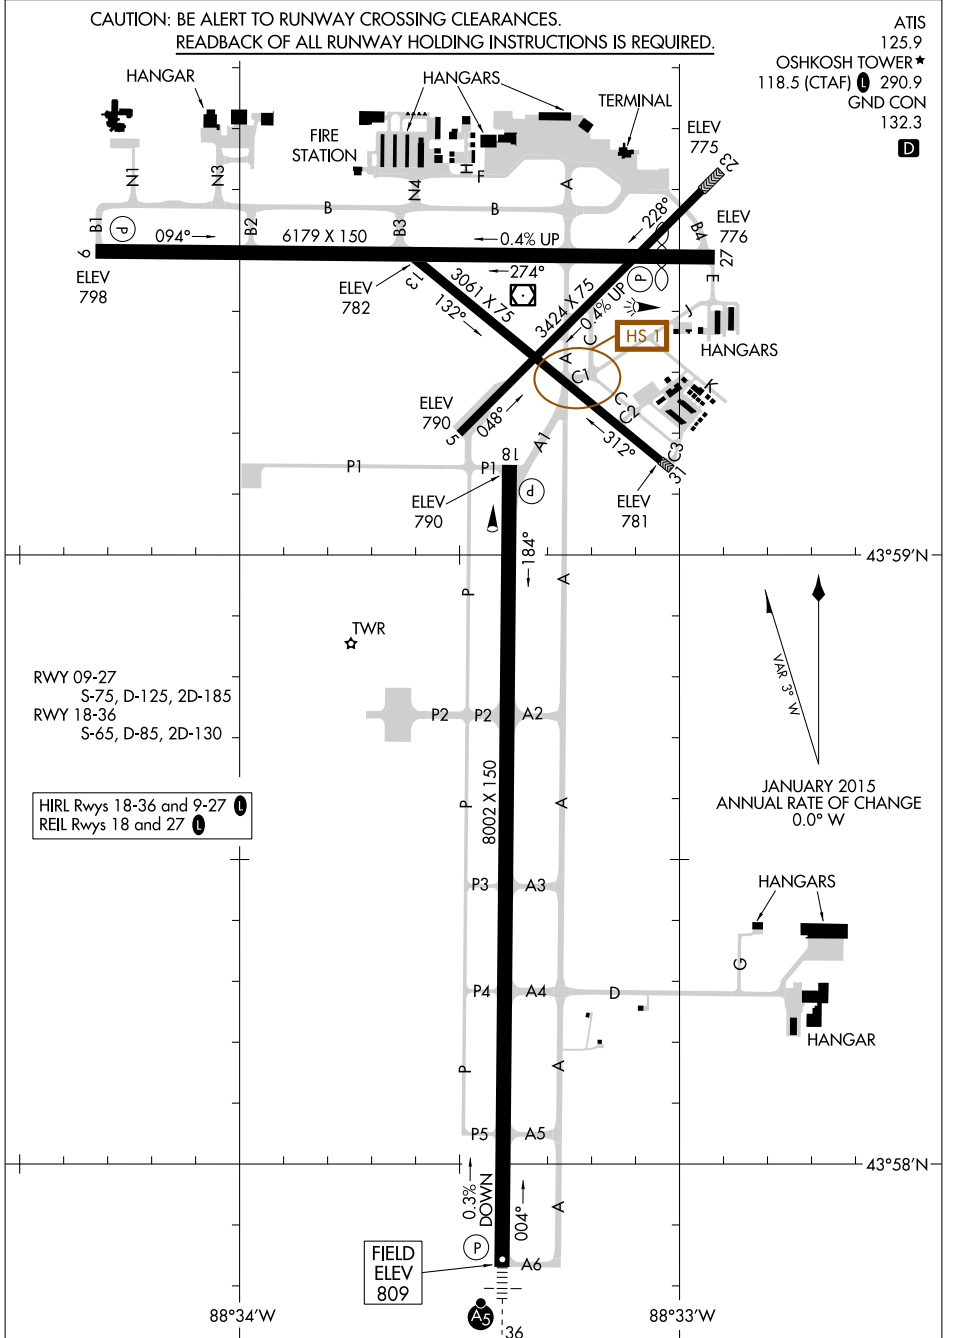 CAUTION: BE ALERT TO RUNWAY CROSSING CLEARANCES.
READBACK OF ALL RUNWAY HOLDING INSTRUCTIONS IS REQUIRED.
ATIS
125.9
OSHKOSH TOWER★
118.5 (CTAF) L 290.9
GND CON
132.3
D
HANGAR
HANGARS
TERMINAL
FIRE
STATION
ELEV
775
23
N1
N3
N4
H
F
A
B1
P
B2
B
B3
B
228°
B4
ELEV
776
9
094°
6179 X 150
0.4% UP
274°
27
ELEV
798
ELEV
782
13
3061 X 75
132°
3424 X 75
0.4% UP
P
E
J
HANGARS
HS 1
A
C
C1
C
C2
K
C3
ELEV
790
5
048°
312°
31
ELEV
781
P1
P1
18
A1
ELEV
790
P
184°
43°59'N
P
A
TWR
VAR 3° W
RWY 09-27
S-75, D-125, 2D-185
RWY 18-36
S-65, D-85, 2D-130
P2
P2
A2
HIRL Rwys 18-36 and 9-27 L
REIL Rwys 18 and 27 L
P
8002 X 150
A
JANUARY 2015
ANNUAL RATE OF CHANGE
0.0° W
P3
A3
HANGARS
G
P4
A4
D
HANGAR
P
A
P5
A5
43°58'N
0.3%
DOWN
004°
A
P
A6
FIELD
ELEV
809
A5
36
88°34'W
88°33'W